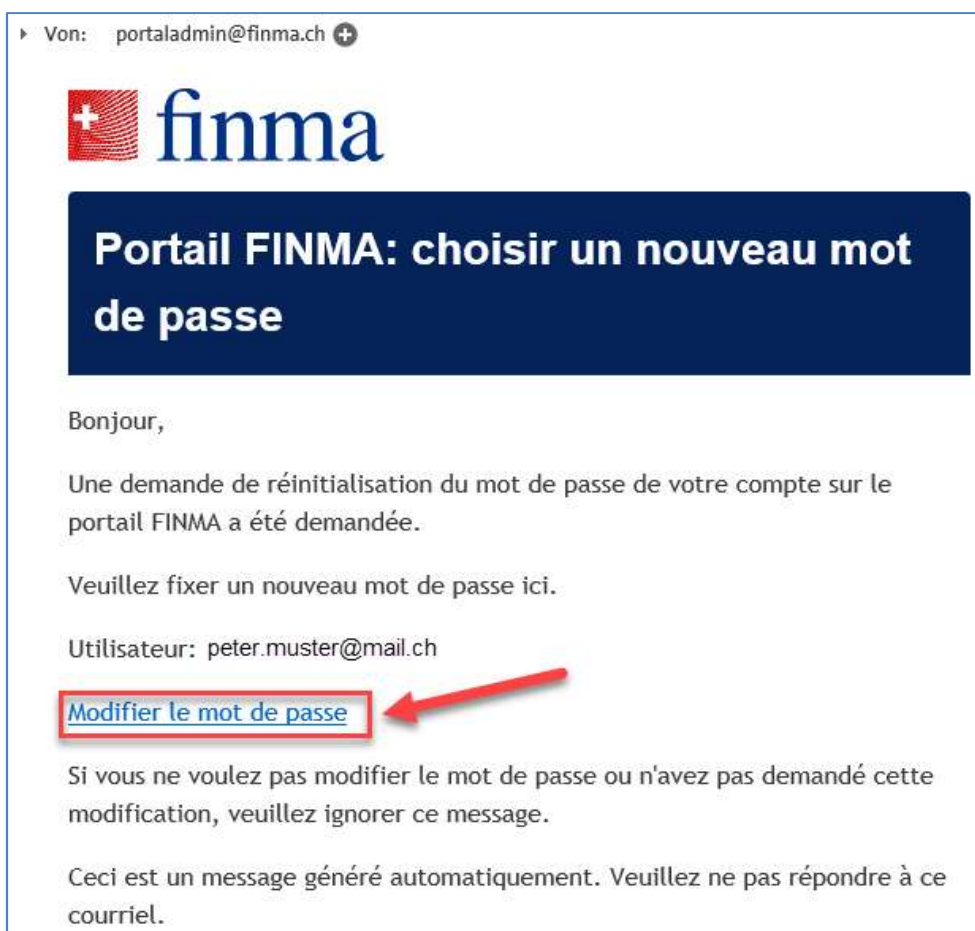 Von: portaladmin@finma.ch
finma
Portail FINMA: choisir un nouveau mot
de passe
Bonjour,
Une demande de réinitialisation du mot de passe de votre compte sur le
portail FINMA a été demandée.
Veuillez fixer un nouveau mot de passe ici.
Utilisateur: peter.muster@mail.ch
Modifier le mot de passe
Si vous ne voulez pas modifier le mot de passe ou n'avez pas demandé cette
modification, veuillez ignorer ce message.
Ceci est un message généré automatiquement. Veuillez ne pas répondre à ce
courriel.